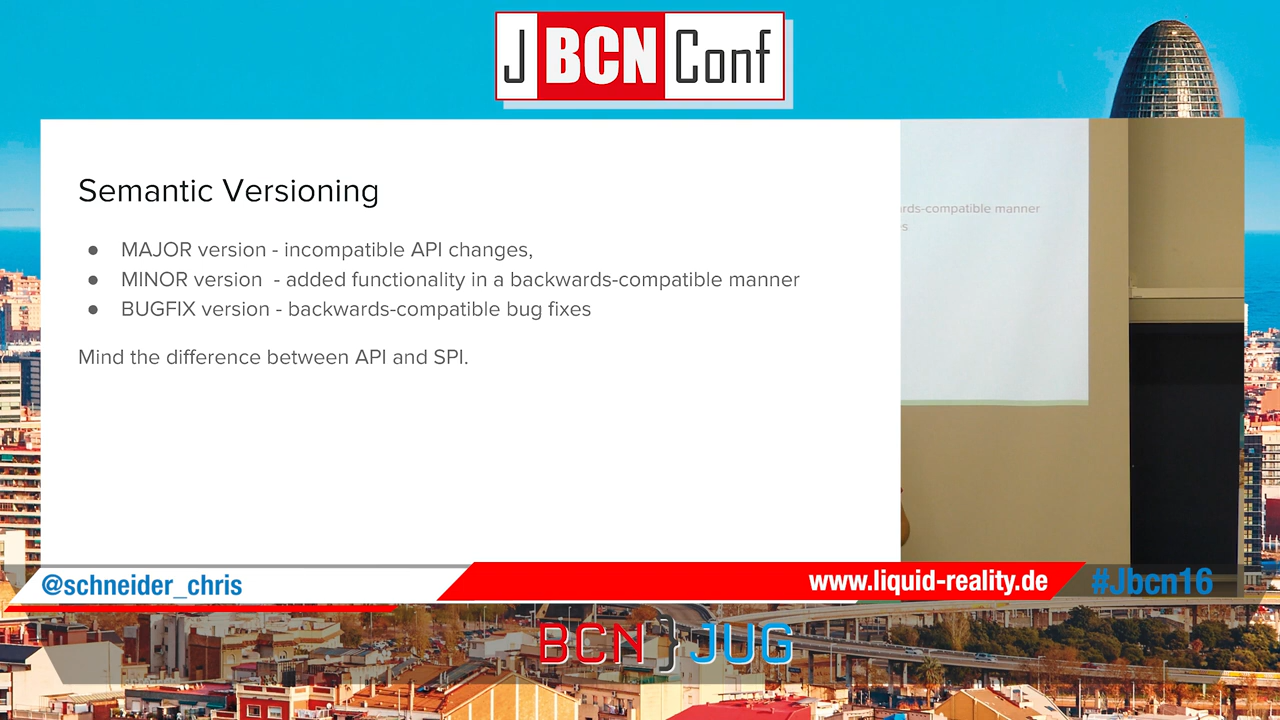 J BCN Conf
Semantic Versioning
● MAJOR version - incompatible API changes,
● MINOR version - added functionality in a backwards-compatible manner
● BUGFIX version - backwards-compatible bug fixes
Mind the difference between API and SPI.
rds-compatible manner
s
@schneider_chris
www.liquid-reality.de
#Jbcn16
BCN } JUG